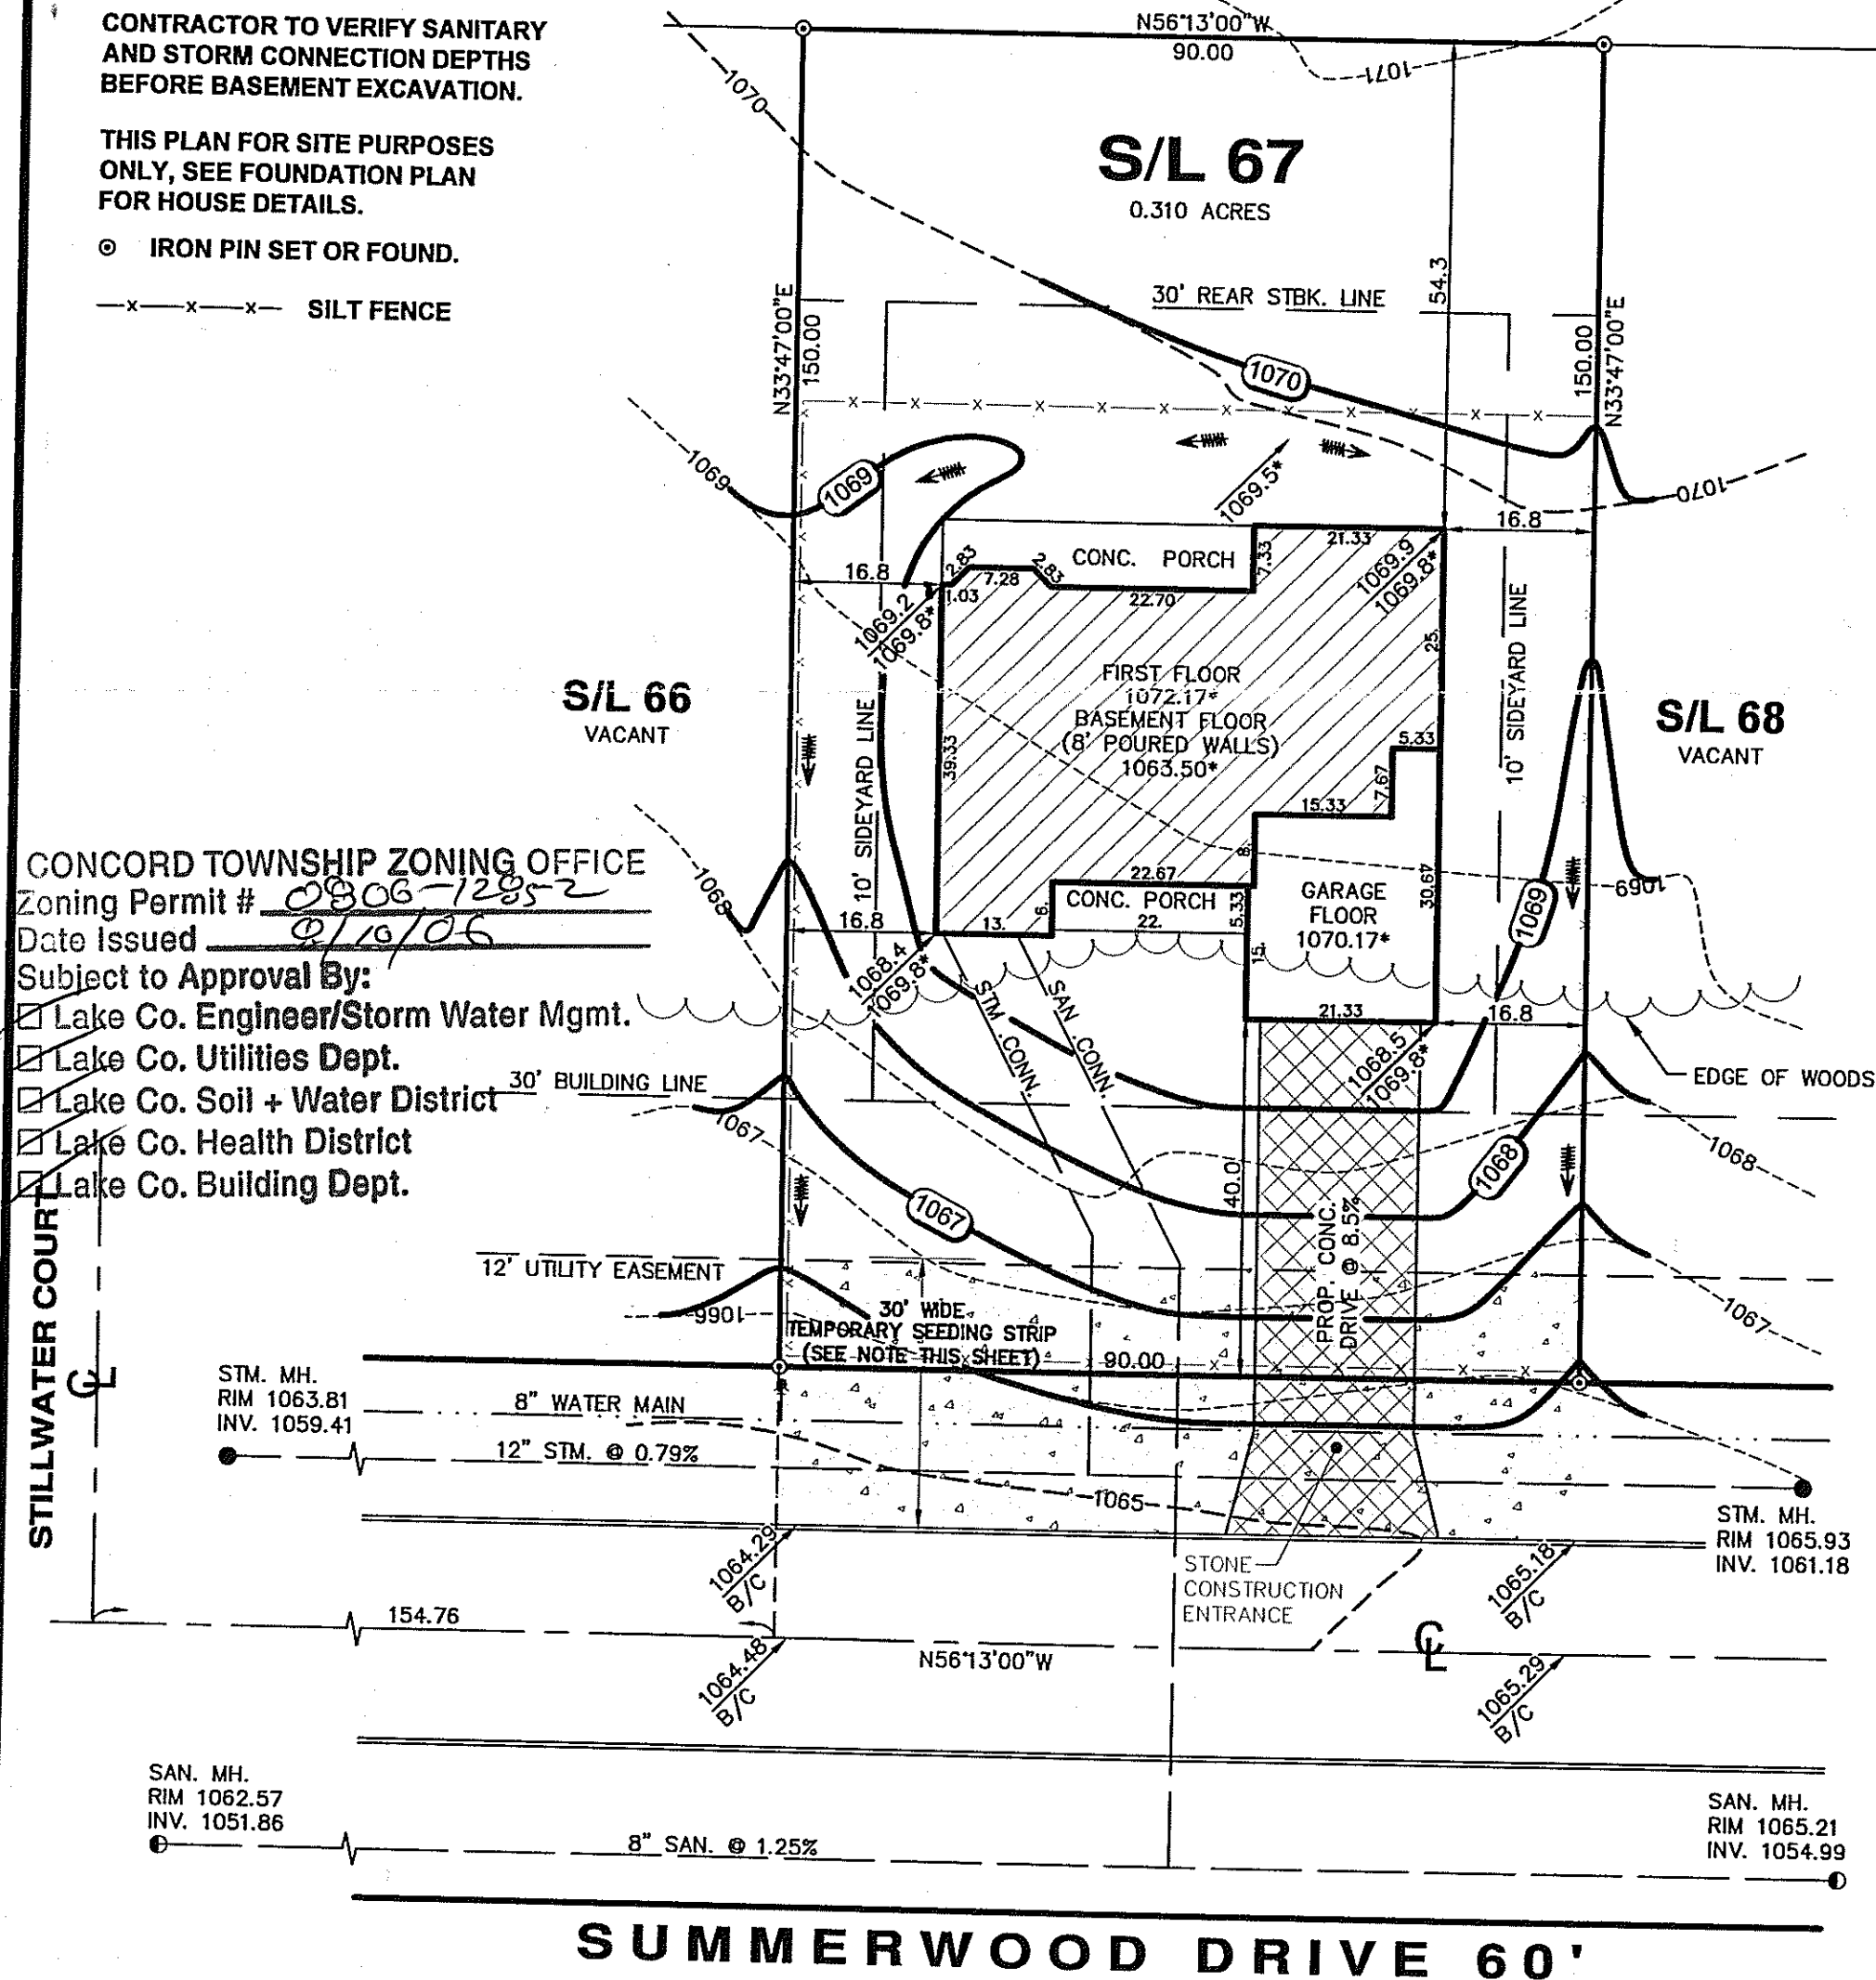 CONTRACTOR TO VERIFY SANITARY
AND STORM CONNECTION DEPTHS
BEFORE BASEMENT EXCAVATION.
THIS PLAN FOR SITE PURPOSES
ONLY, SEE FOUNDATION PLAN
FOR HOUSE DETAILS.
IRON PIN SET OR FOUND.
—x—x—x— SILT FENCE
N56°13'00"W
90.00
1071
1070
S/L 67
0.310 ACRES
54.3
30' REAR STBK. LINE
N33°47'00"E
150.00
150.00
N33°47'00"E
1070
1069
1069
1069.5*
1070
16.8
16.8
2.83
7.28
2.83
CONC. PORCH
7.33
21.33
1.03
22.70
1069.9
1069.8*
1069.2
1069.8*
25.
FIRST FLOOR
1072.17*
BASEMENT FLOOR
(8' POURED WALLS)
1063.50*
39.33
5.33
7.67
15.33
8.
10' SIDEYARD LINE
10' SIDEYARD LINE
S/L 66
VACANT
S/L 68
VACANT
CONCORD TOWNSHIP ZONING OFFICE
Zoning Permit #
Date Issued
Subject to Approval By:
Lake Co. Engineer/Storm Water Mgmt.
Lake Co. Utilities Dept.
Lake Co. Soil + Water District
Lake Co. Health District
Lake Co. Building Dept.
1068
16.8
22.67
CONC. PORCH
22.
13.
6.
5.33
15.
GARAGE
FLOOR
1070.17*
30.67
1069
1069
1068.4
1069.8*
STM. CONN.
SAN. CONN.
21.33
16.8
1068.5
1069.8*
EDGE OF WOODS
30' BUILDING LINE
1067
1068
1068
1067
40.0
PROP. CONC.
DRIVE @ 8.5%
12' UTILITY EASEMENT
1066
1067
30' WIDE
TEMPORARY SEEDING STRIP
(SEE NOTE THIS SHEET)
90.00
STILLWATER COURT
CL
STM. MH.
RIM 1063.81
INV. 1059.41
8" WATER MAIN
12" STM. @ 0.79%
1065
STM. MH.
RIM 1065.93
INV. 1061.18
1064.29
B/C
STONE
CONSTRUCTION
ENTRANCE
1065.18
B/C
154.76
N56°13'00"W
CL
1064.48
B/C
1065.29
B/C
SAN. MH.
RIM 1062.57
INV. 1051.86
8" SAN. @ 1.25%
SAN. MH.
RIM 1065.21
INV. 1054.99
SUMMERWOOD DRIVE 60'